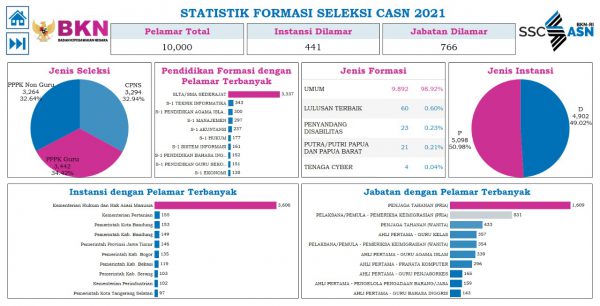 STATISTIK FORMASI SELEKSI CASN 2021
BKN
BADAN KEPEGAWAIAN NEGARA
Pelamar Total
10,000
Instansi Dilamar
441
Jabatan Dilamar
766
BKN-RI
SSCASN
Jenis Seleksi
PPPK Non Guru
3,264
32.64%
CPNS
3,294
32.94%
PPPK Guru
3,442
34.42%
Pendidikan Formasi dengan
Pelamar Terbanyak
SLTA/SMA SEDERAJAT 3,337
S-1 TEKNIK INFORMATIKA 343
S-1 PENDIDIKAN AGAMA ISLA... 300
S-1 MANAJEMEN 297
S-1 AKUNTANSI 237
S-1 HUKUM 177
S-1 SISTEM INFORMASI 161
S-1 PENDIDIKAN BAHASA ING... 152
S-1 PENDIDIKAN GURU SEKO... 151
S-1 EKONOMI 138
Jenis Formasi
UMUM 9.892 98.92%
LULUSAN TERBAIK 60 0.60%
PENYANDANG
DISABILITAS 23 0.23%
PUTRA/PUTRI PAPUA
DAN PAPUA BARAT 21 0.21%
TENAGA CYBER 4 0.04%
Jenis Instansi
D
4,902
49.02%
P
5,098
50.98%
Instansi dengan Pelamar Terbanyak
Kementerian Hukum dan Hak Asasi Manusia 3,606
Kementerian Pertanian 155
Pemerintah Kota Bandung 153
Pemerintah Kab. Bandung 149
Pemerintah Provinsi Jawa Timur 146
Pemerintah Kab. Bogor 135
Pemerintah Kab. Bekasi 119
Pemerintah Kab. Serang 103
Kementerian Perindustrian 102
Pemerintah Kota Tangerang Selatan 97
Jabatan dengan Pelamar Terbanyak
PENJAGA TAHANAN (PRIA) 1,609
PELAKSANA/PEMULA - PEMERIKSA KEIMIGRASIAN (PRIA) 831
PENJAGA TAHANAN (WANITA) 433
AHLI PERTAMA - GURU KELAS 357
PELAKSANA/PEMULA - PEMERIKSA KEIMIGRASIAN (WANITA) 354
AHLI PERTAMA - GURU AGAMA ISLAM 339
AHLI PERTAMA - PRANATA KOMPUTER 296
AHLI PERTAMA - GURU PENJASORKES 165
AHLI PERTAMA - PENGELOLA PENGADAAN BARANG/JASA 159
AHLI PERTAMA - GURU BAHASA INGGRIS 143